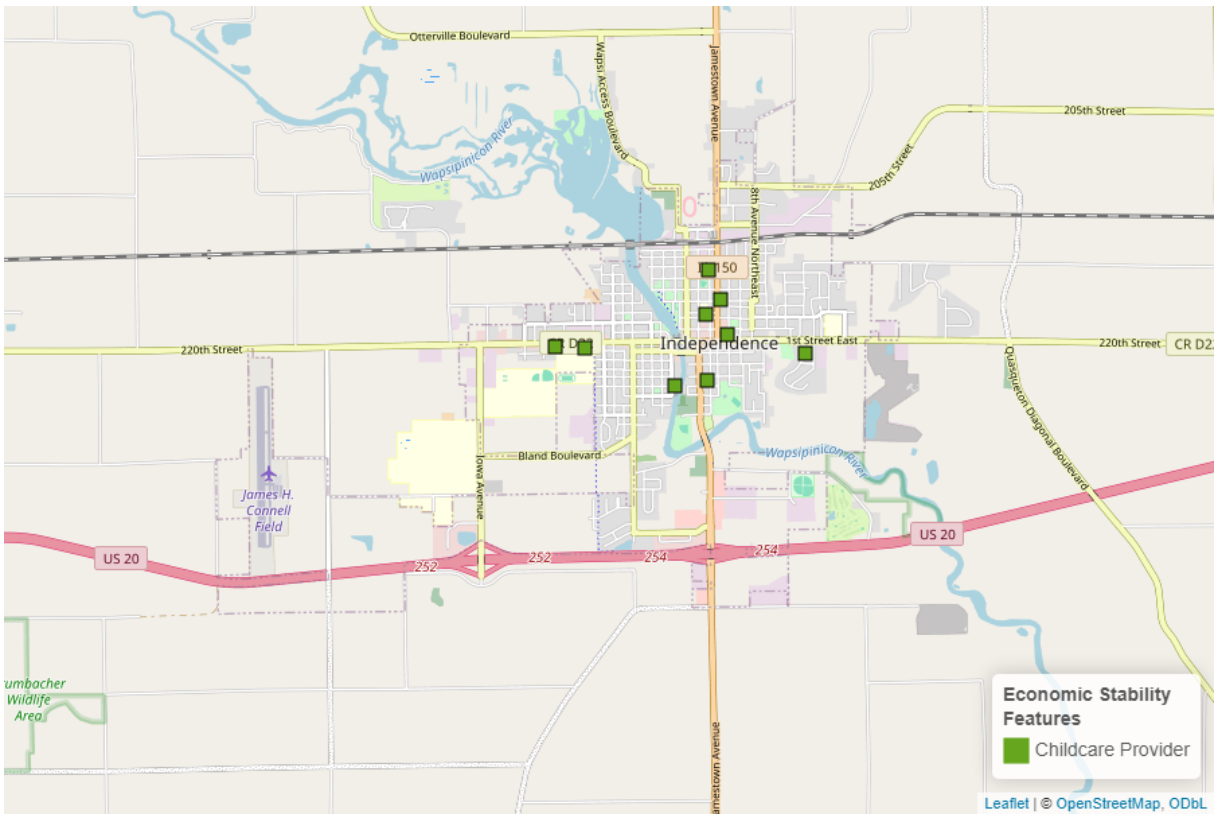 Otterville Boulevard
Wapsi Access Boulevard
Jamestown Avenue
205th Street
Wapsipinicon River
205th Street
8th Avenue Northeast
150
220th Street
Independence
1st Street East
220th Street
CR D22
Quasqueton Diagonal Boulevard
Wapsipinicon River
Bland Boulevard
Iowa Avenue
James H.
Connell
Field
US 20
US 20
252
252
254
254
Wildlife
Area
Jamestown Avenue
Economic Stability
Features
Childcare Provider
Leaflet | © OpenStreetMap, ODbL